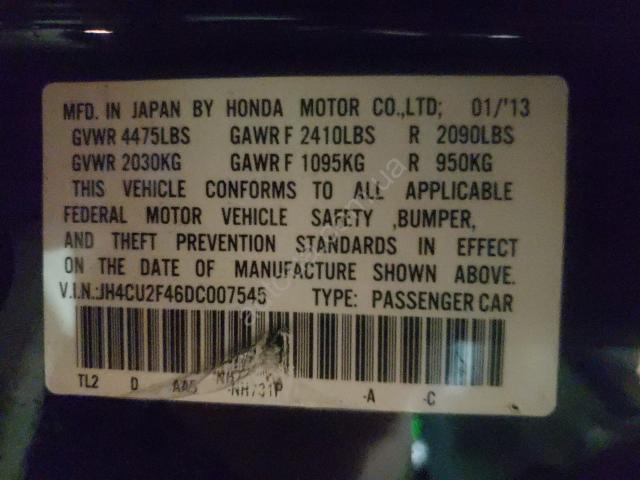 MFD. IN JAPAN BY HONDA MOTOR CO.,LTD; 01/'13
GVWR 4475LBS GAWR F 2410LBS R 2090LBS
GVWR 2030KG GAWR F 1095KG R 950KG
THIS VEHICLE CONFORMS TO ALL APPLICABLE
FEDERAL MOTOR VEHICLE SAFETY ,BUMPER,
AND THEFT PREVENTION STANDARDS IN EFFECT
ON THE DATE OF MANUFACTURE SHOWN ABOVE.
V.I.N.:JH4CU2F46DC007545 TYPE: PASSENGER CAR
TL2 D AA5 -NH731P -A -C